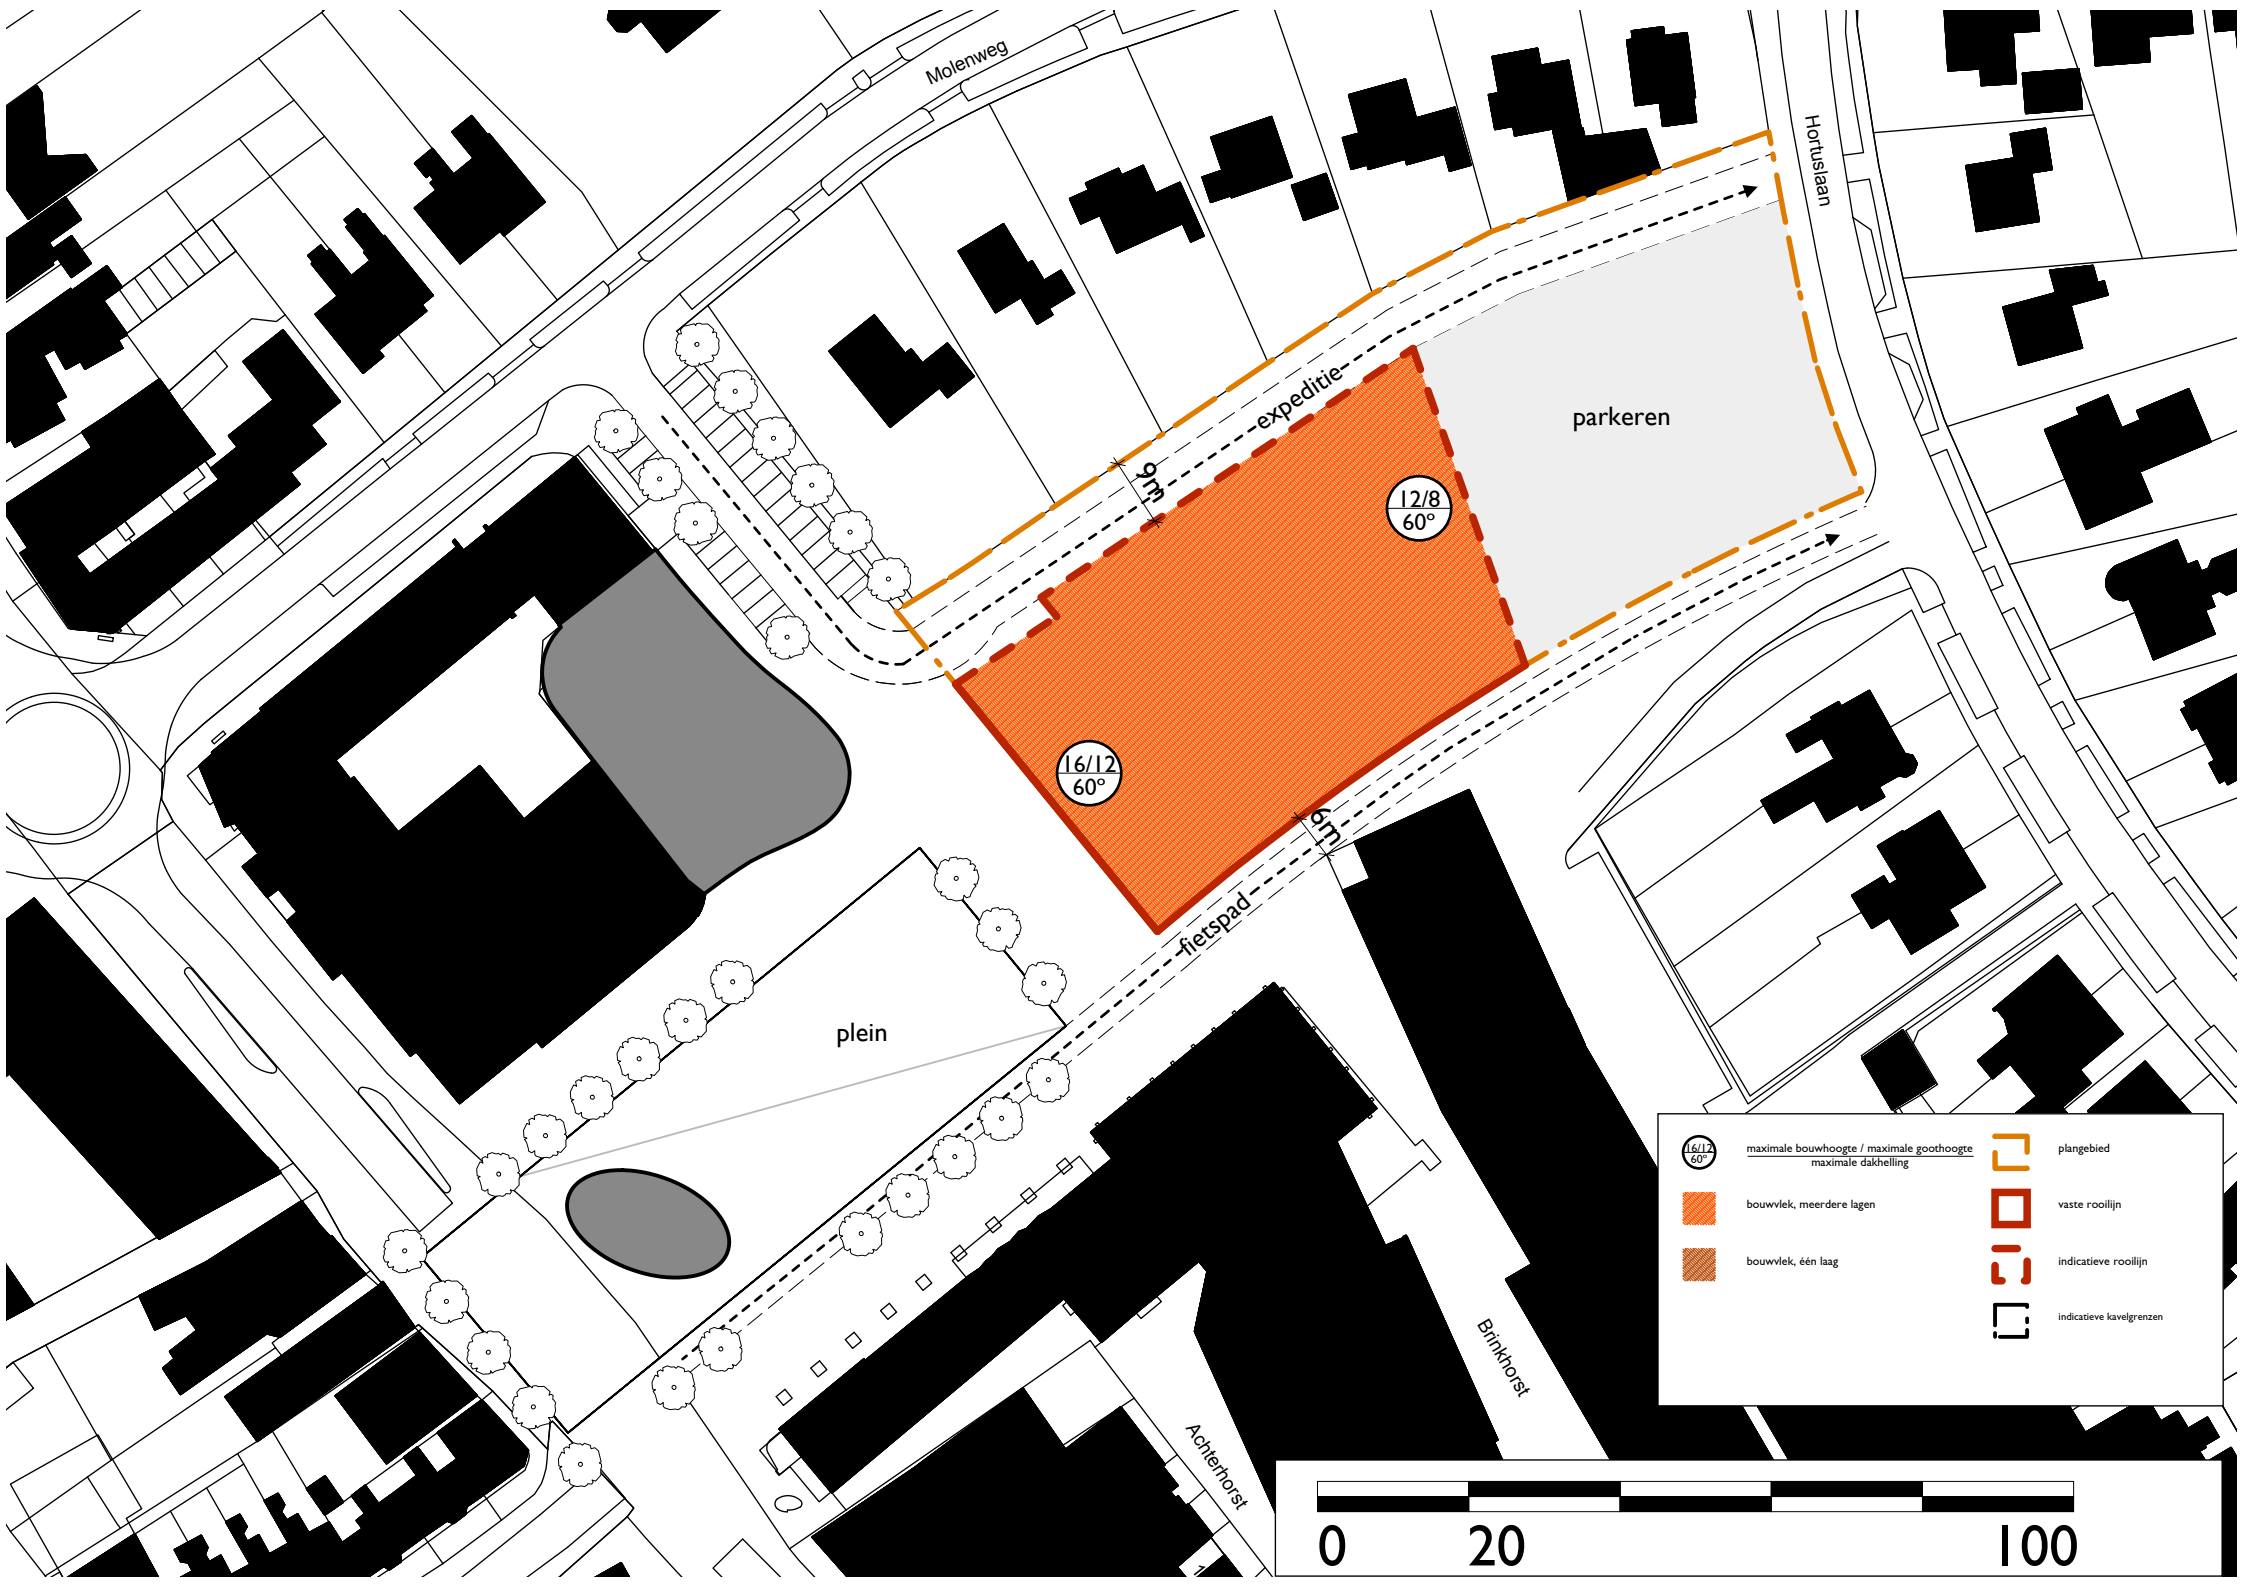 Molenweg
Hortuslaan
expeditie
parkeren
9m
12/8
60°
16/12
60°
6m
fietspad
plein
Brinkhorst
Achterhorst
16/12
60°
maximale bouwhoogte / maximale goothoogte
maximale dakhelling
plangebied
bouwvlek, meerdere lagen
vaste rooilijn
bouwvlek, één laag
indicatieve rooilijn
indicatieve kavelgrenzen
0 20 100